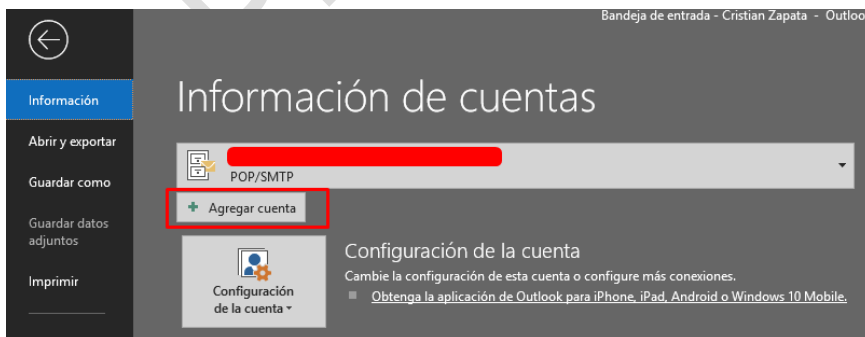 Bandeja de entrada - Cristian Zapata - Outloo
Información
Información de cuentas
Abrir y exportar
POP/SMTP
Guardar como
Agregar cuenta
Guardar datos
adjuntos
Configuración de la cuenta
Cambie la configuración de esta cuenta o configure más conexiones.
Imprimir
Configuración
de la cuenta
Obtenga la aplicación de Outlook para iPhone, iPad, Android o Windows 10 Mobile.